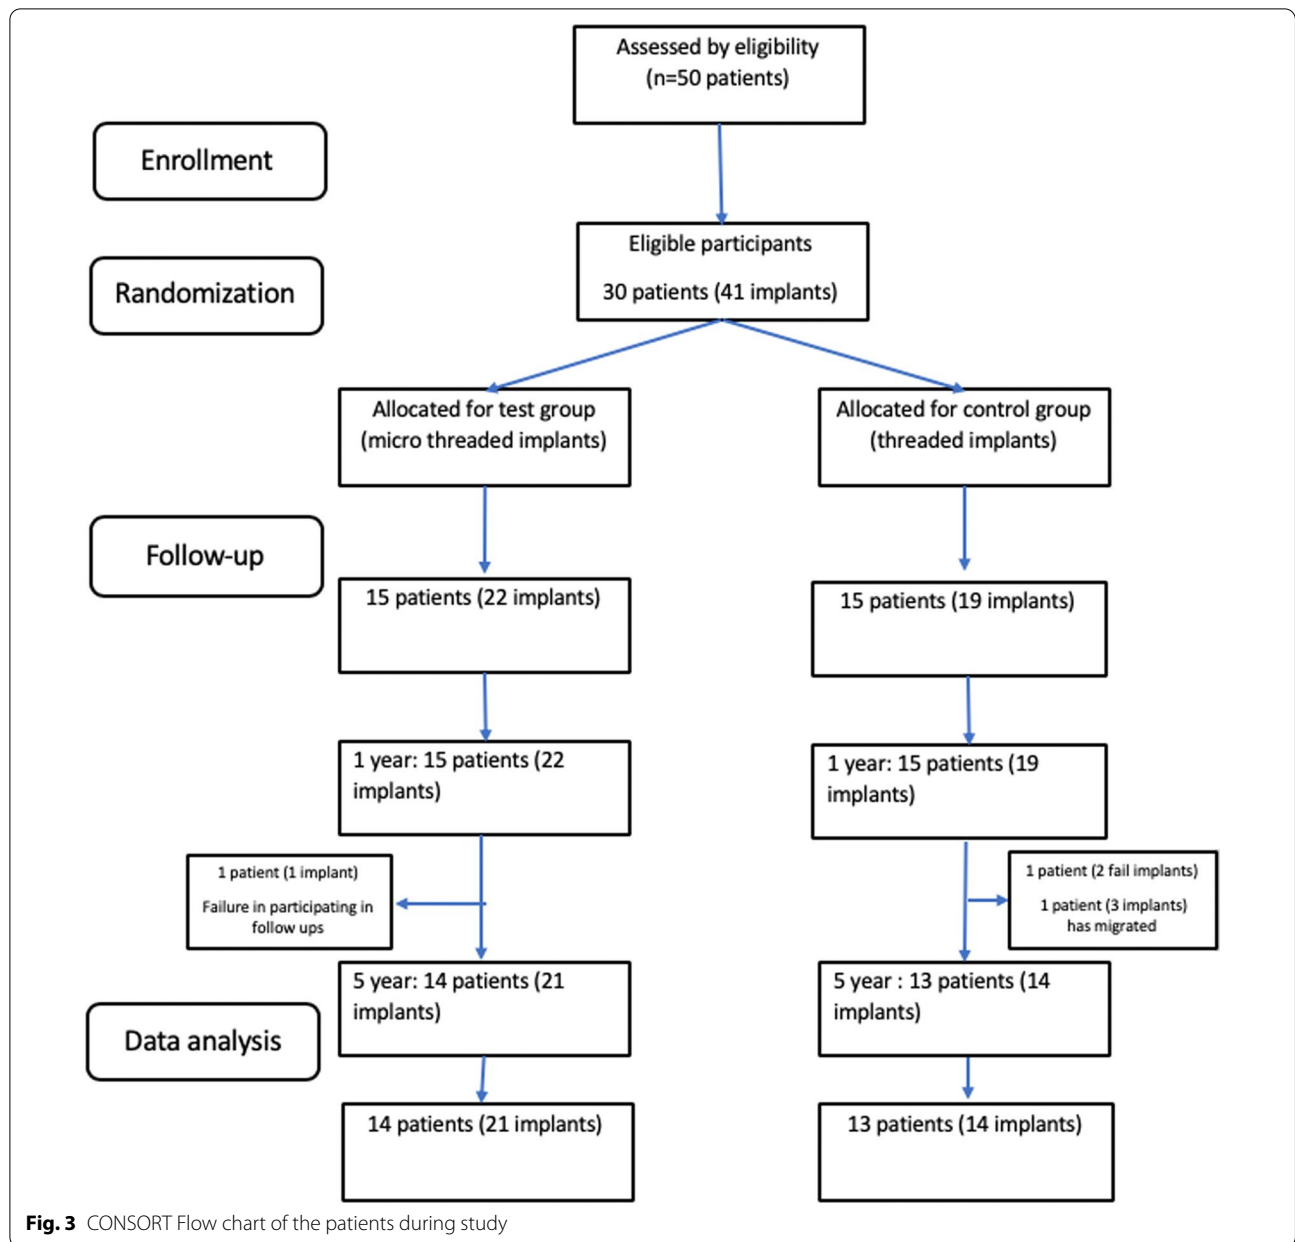 Assessed by eligibility
(n=50 patients)
Enrollment
Eligible participants
30 patients (41 implants)
Randomization
Allocated for test group
(micro threaded implants)
Allocated for control group
(threaded implants)
Follow-up
15 patients (22 implants)
15 patients (19 implants)
1 year: 15 patients (22
implants)
1 year: 15 patients (19
implants)
1 patient (1 implant)
Failure in participating in
follow ups
1 patient (2 fail implants)
1 patient (3 implants)
has migrated
5 year: 14 patients (21
implants)
5 year : 13 patients (14
implants)
Data analysis
14 patients (21 implants)
13 patients (14 implants)
Fig. 3 CONSORT Flow chart of the patients during study